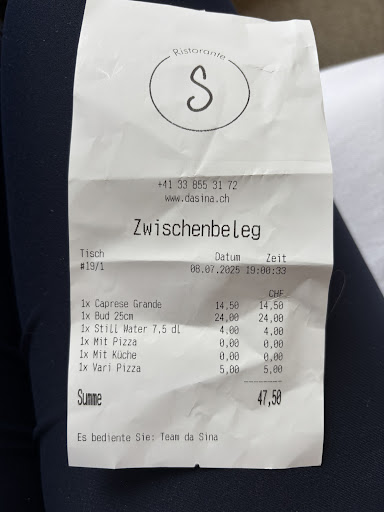 Ristorante
S
+41 33 855 31 72
www.dasina.ch
Zwischenbeleg
Tisch Datum Zeit
#19/1 08.07.2025 19:00:33
CHF
1x Caprese Grande 14,50 14,50
1x Bud 25cm 24,00 24,00
1x Still Water 7,5 dl 4,00 4,00
1x Mit Pizza 0,00 0,00
1x Mit Küche 0,00 0,00
1x Vari Pizza 5,00 5,00
Summe 47,50
Es bediente Sie: Team da Sina